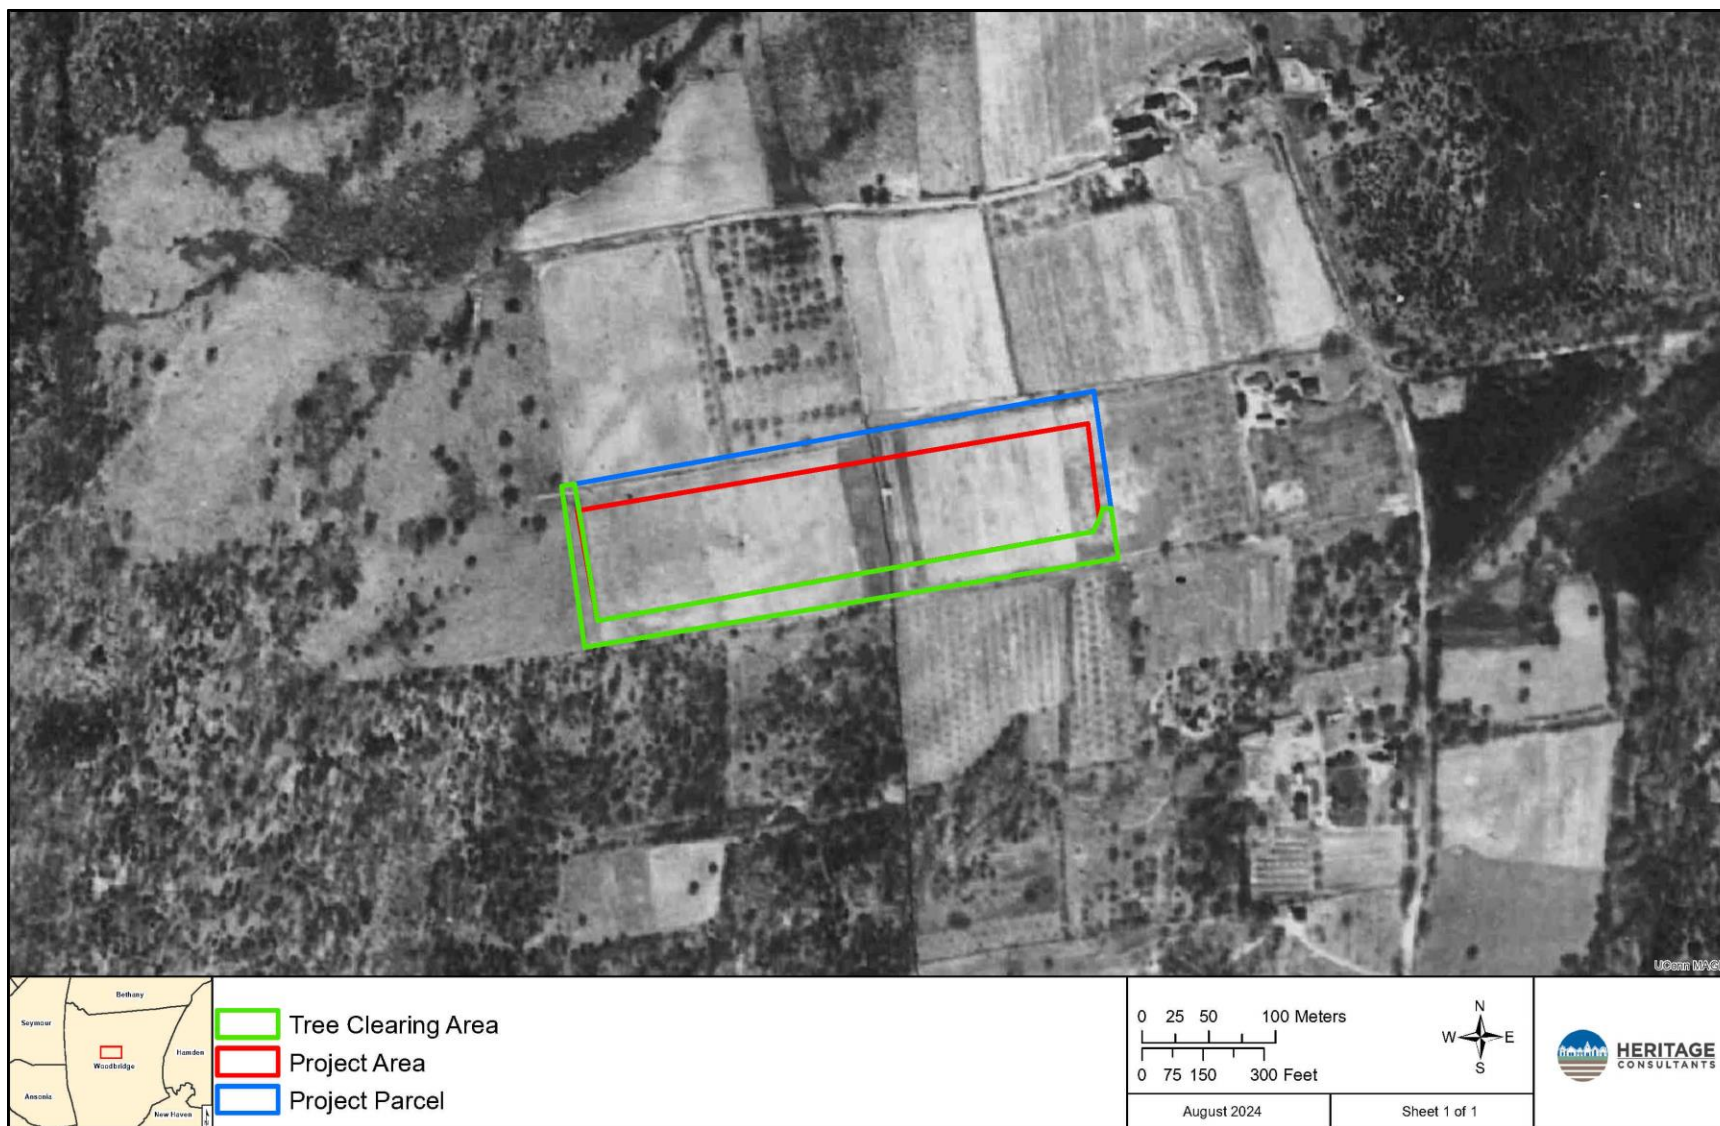 UConn MAGI
Bethany
Seymour
Hamden
Woodbridge
Ansonia
New Haven
N
Tree Clearing Area
Project Area
Project Parcel
0 25 50 100 Meters
0 75 150 300 Feet
N
W E
S
August 2024
Sheet 1 of 1
HERITAGE
CONSULTANTS